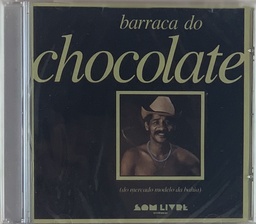 barraca do
chocolate
(do mercado modelo da bahia)
SOM LIVRE